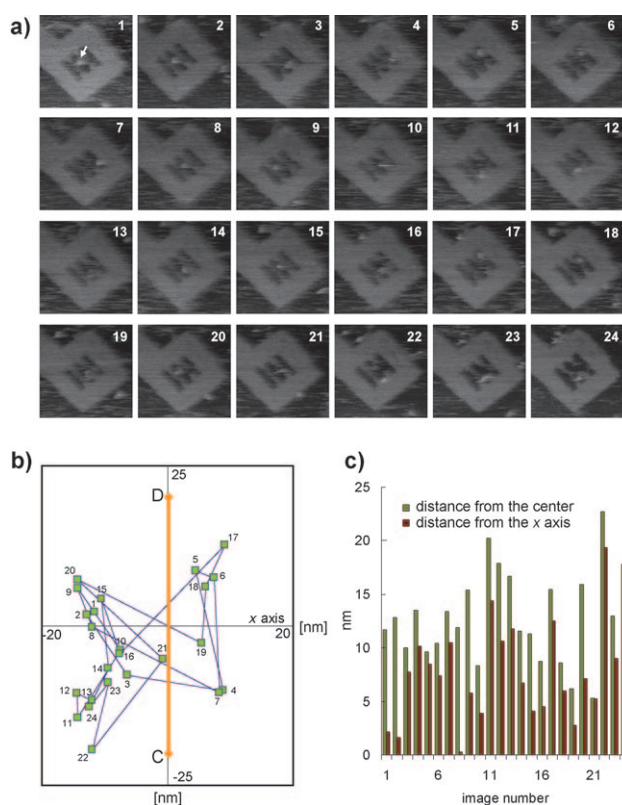 a)
1 2 3 4 5 6
7 8 9 10 11 12
13 14 15 16 17 18
19 20 21 22 23 24
b)
25
D
17
5
6
20
18
9
15
1
2
x axis
8
-20
20
[nm]
10
19
16
21
14
3
23
12
13
7
4
24
11
22
C
-25
[nm]
c)
25
distance from the center
distance from the x axis
20
15
nm
10
5
0
1 6 11 16 21
image number